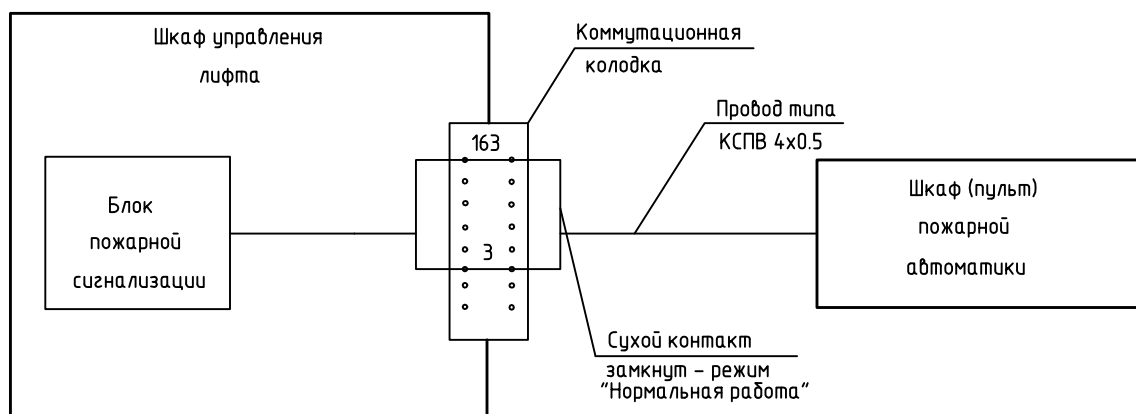 Шкаф управления
лифта
Коммутационная
колодка
Провод типа
КСПВ 4х0.5
163
3
Блок
пожарной
сигнализации
Шкаф (пульт)
пожарной
автоматики
Сухой контакт
замкнут - режим
"Нормальная работа"